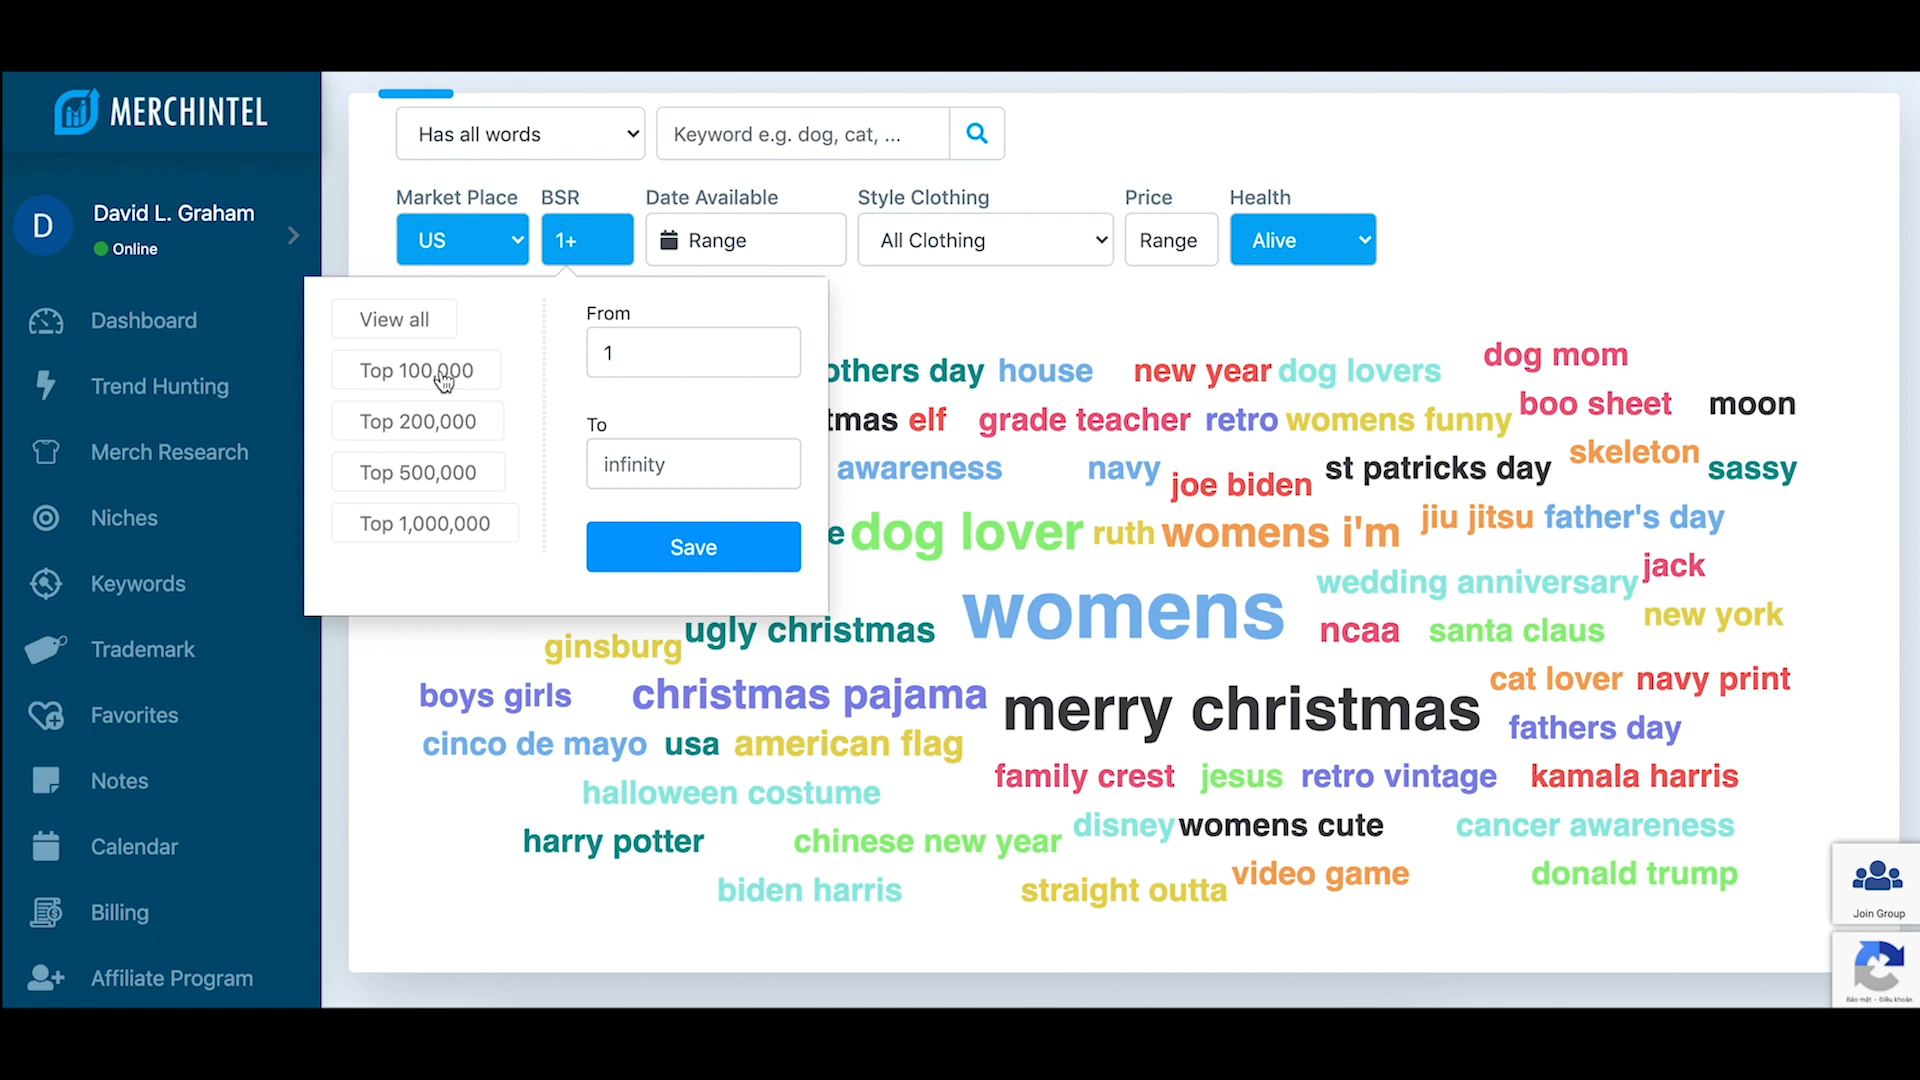 MERCHINTEL
D
David L. Graham
Online
Dashboard
Trend Hunting
Merch Research
Niches
Keywords
Trademark
Favorites
Notes
Calendar
Billing
Affiliate Program
Has all words
Keyword e.g. dog, cat, ...
Market Place BSR Date Available Style Clothing Price Health
US 1+ Range All Clothing Range Alive
View all
Top 100,000
Top 200,000
Top 500,000
Top 1,000,000
From
1
To
infinity
Save
dog mom
others day house new year dog lovers
boo sheet moon
tmas elf grade teacher retro womens funny
skeleton
awareness navy st patricks day sassy
joe biden
jiu jitsu father's day
e dog lover ruth womens i'm
jack
wedding anniversary
womens new york
ginsburg ugly christmas ncaa santa claus
cat lover navy print
boys girls christmas pajama merry christmas
fathers day
cinco de mayo usa american flag
family crest jesus retro vintage kamala harris
halloween costume
disney womens cute cancer awareness
harry potter chinese new year
video game donald trump
biden harris straight outta
Join Group
Bảo mật - Điều khoản